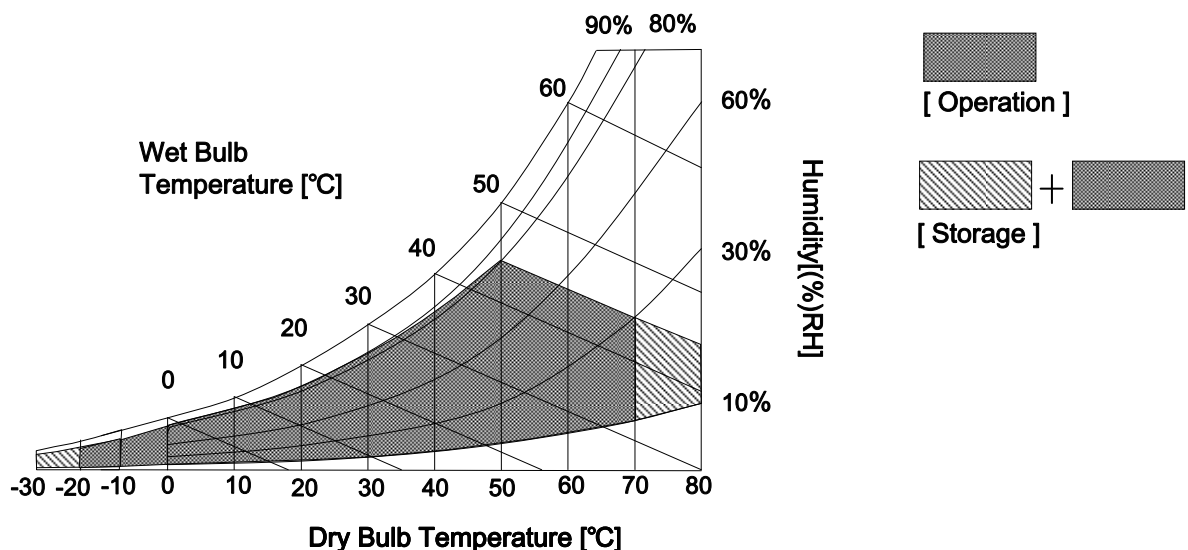 90% 80%
[ Operation ]
60
60%
Wet Bulb
Temperature [℃]
50
[ Storage ]
40
30%
30
20
10
0
Humidity[(%)RH]
10%
-30 -20 -10 0 10 20 30 40 50 60 70 80
Dry Bulb Temperature [℃]